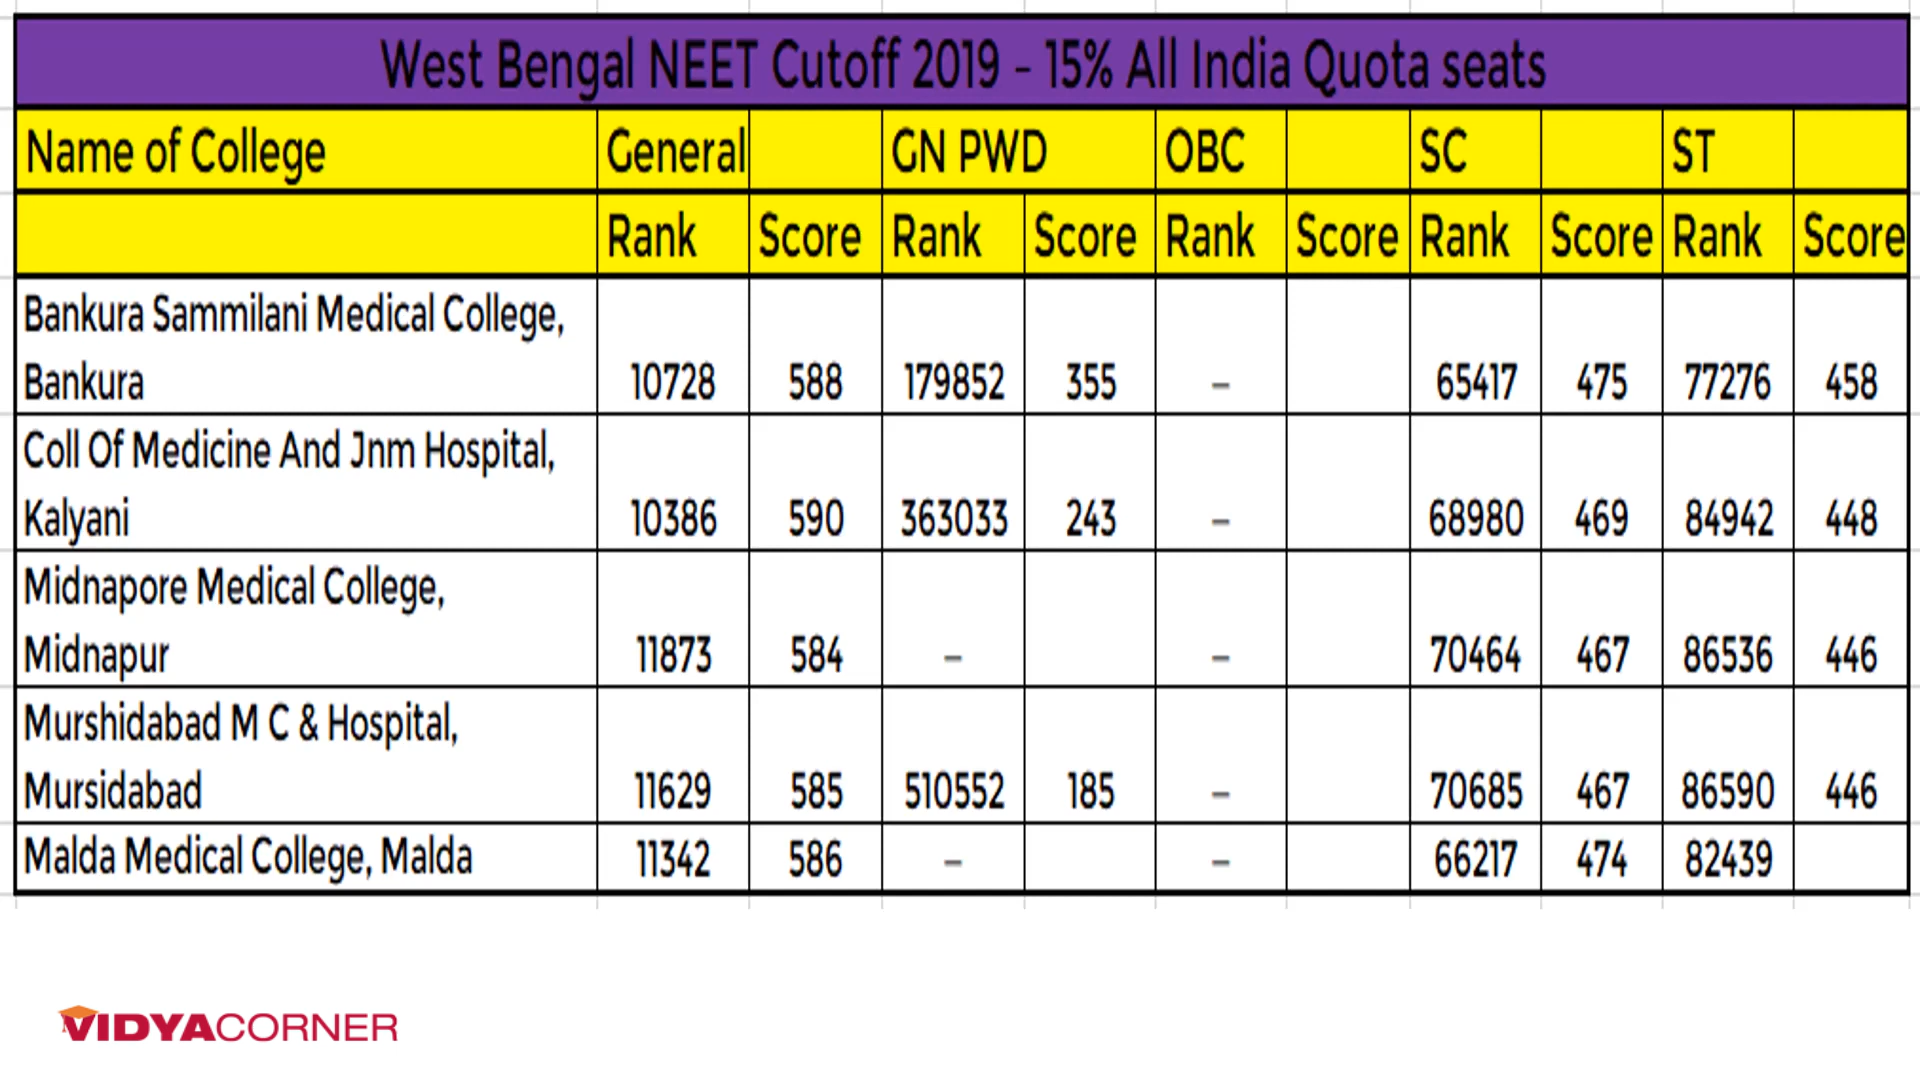 West Bengal NEET Cutoff 2019 – 15% All India Quota seats
Name of College General GN PWD OBC SC ST
Rank Score Rank Score Rank Score Rank Score Rank Score
Bankura Sammilani Medical College,
Bankura 10728 588 179852 355 – 65417 475 77276 458
Coll Of Medicine And Jnm Hospital,
Kalyani 10386 590 363033 243 – 68980 469 84942 448
Midnapore Medical College,
Midnapur 11873 584 – – 70464 467 86536 446
Murshidabad M C & Hospital,
Mursidabad 11629 585 510552 185 – 70685 467 86590 446
Malda Medical College, Malda 11342 586 – – 66217 474 82439
VIDYACORNER